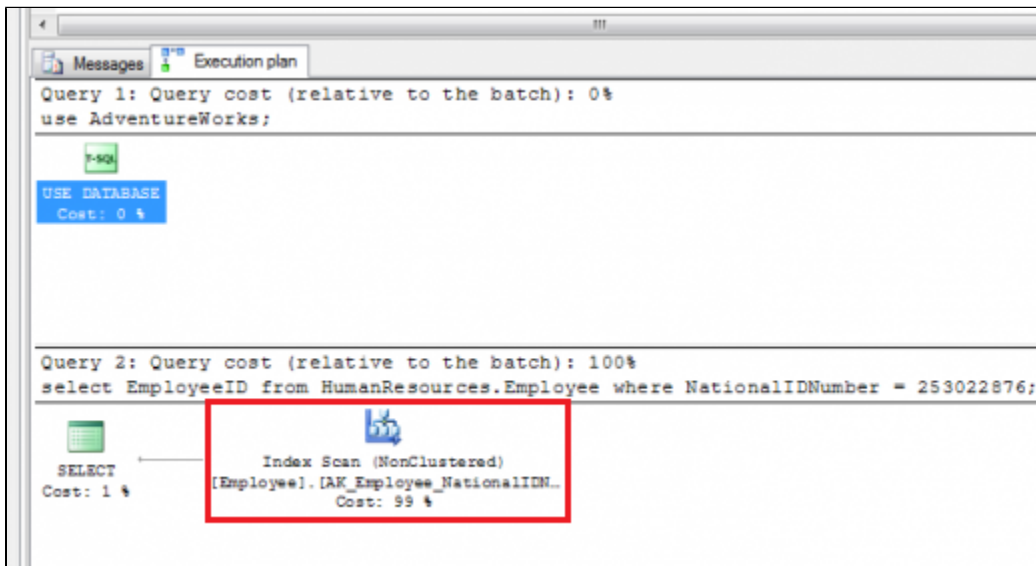 Messages
Execution plan
Query 1: Query cost (relative to the batch): 0%
use AdventureWorks;
T-SQL
USE DATABASE
Cost: 0 %
Query 2: Query cost (relative to the batch): 100%
select EmployeeID from HumanResources.Employee where NationalIDNumber = 253022876;
SELECT
Cost: 1 %
Index Scan (NonClustered)
[Employee].[AK_Employee_NationalIDN…
Cost: 99 %